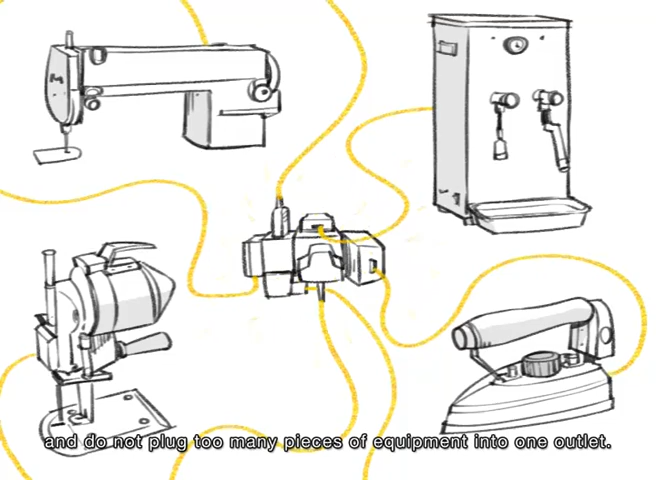 and do not plug too many pieces of equipment into one outlet.